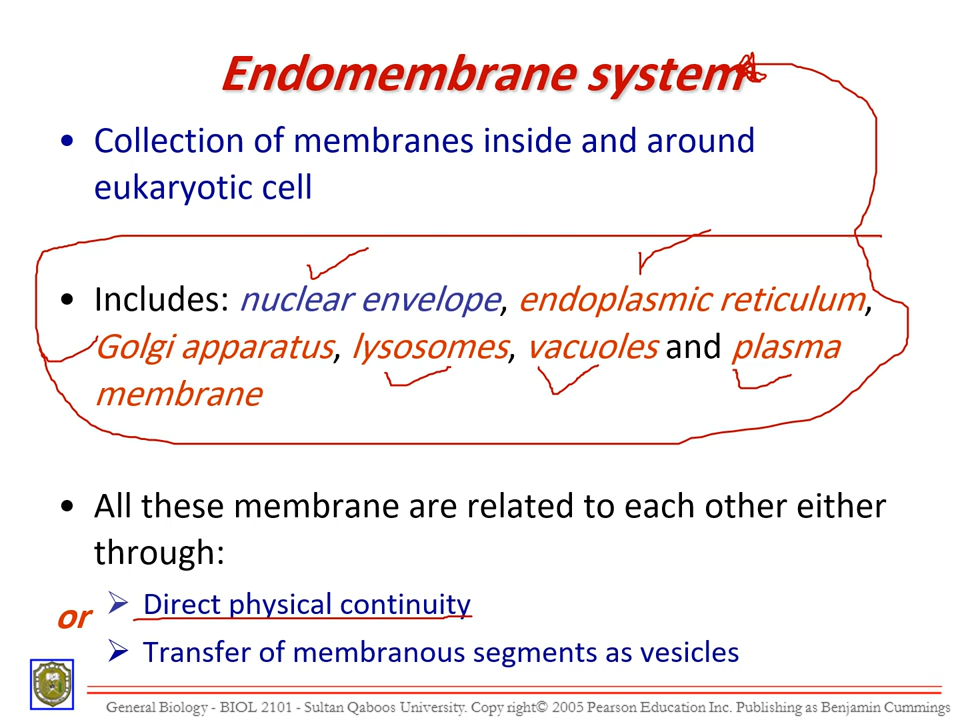 Endomembrane system
• Collection of membranes inside and around
eukaryotic cell
• Includes: nuclear envelope, endoplasmic reticulum,
Golgi apparatus, lysosomes, vacuoles and plasma
membrane
• All these membrane are related to each other either
through:
➢ Direct physical continuity
or
➢ Transfer of membranous segments as vesicles
General Biology - BIOL 2101 - Sultan Qaboos University. Copy right© 2005 Pearson Education Inc. Publishing as Benjamin Cummings